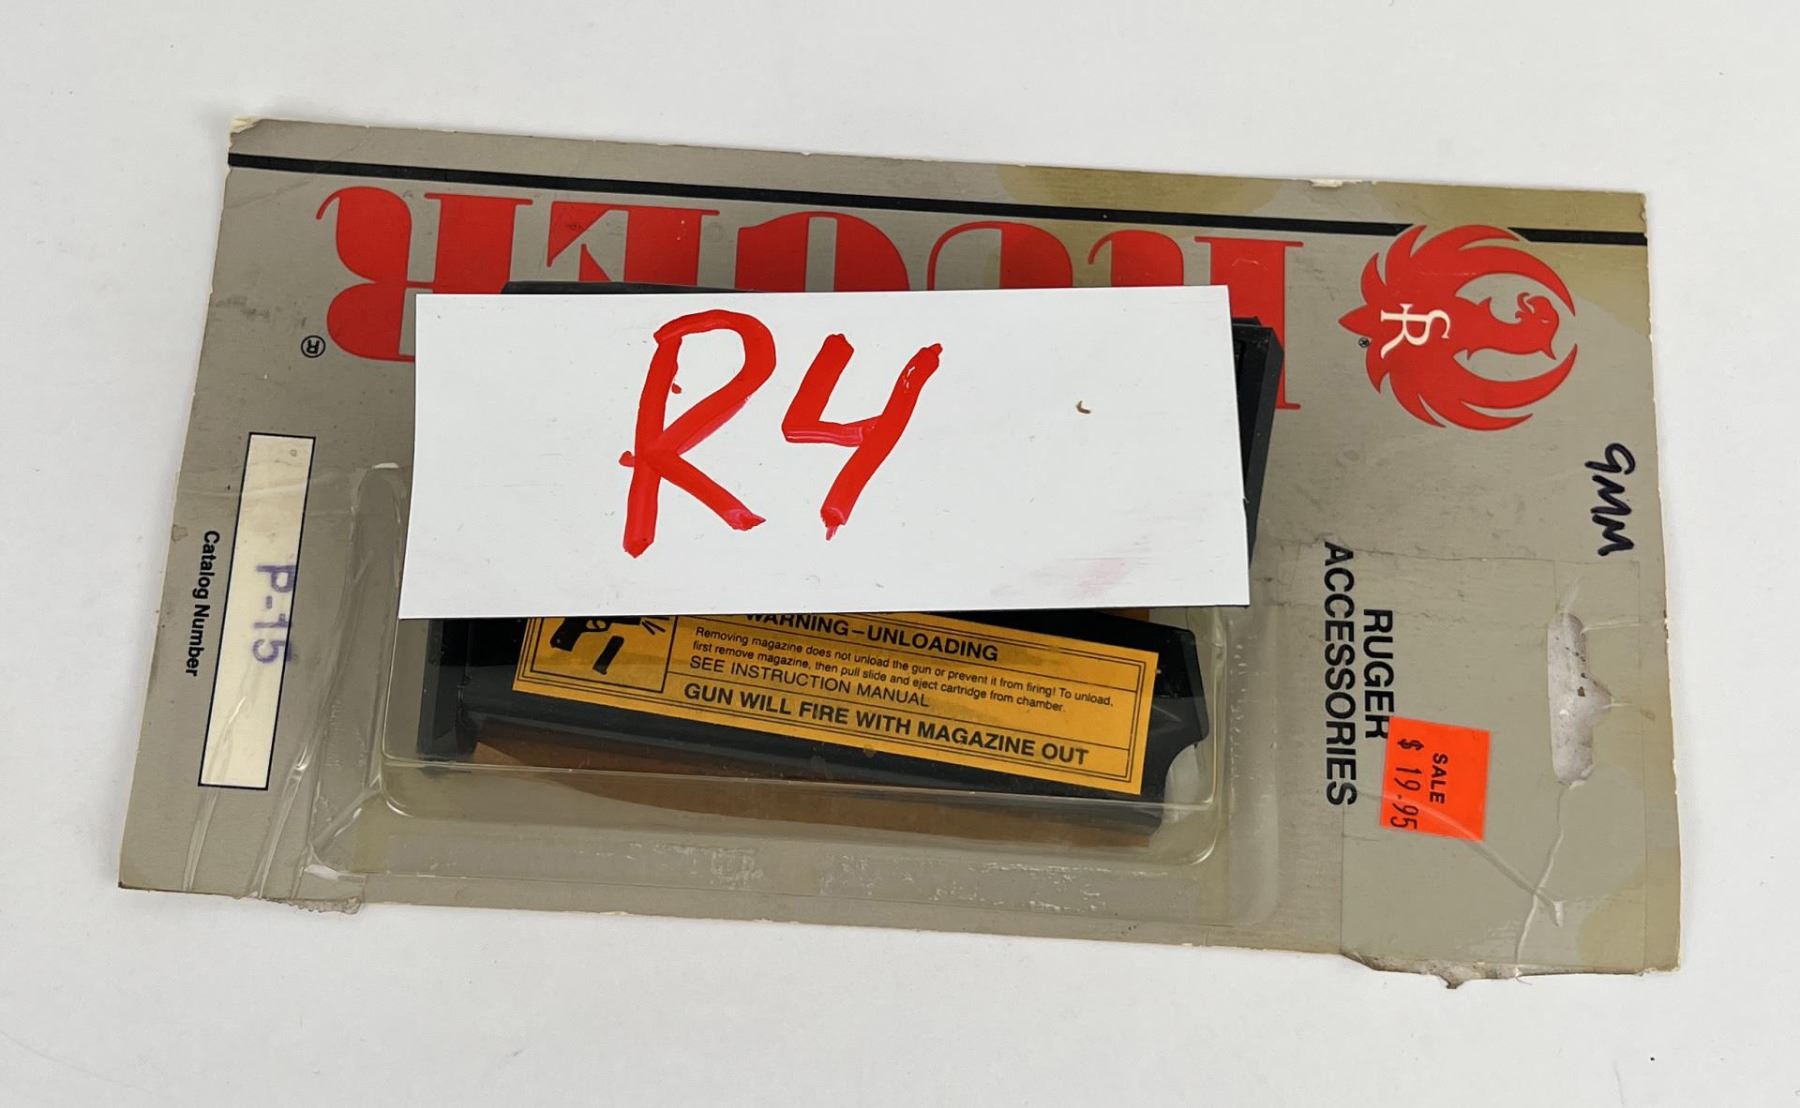 RUGER
®
SR
®
R4
9MM
RUGER
ACCESSORIES
SALE
$ 19.95
Catalog Number
P-15
WARNING–UNLOADING
Removing magazine does not unload the gun or prevent it from firing! To unload,
first remove magazine, then pull slide and eject cartridge from chamber.
SEE INSTRUCTION MANUAL
GUN WILL FIRE WITH MAGAZINE OUT